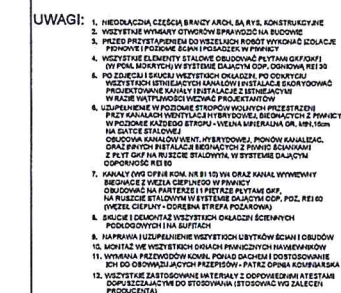 UWAGI:
1. NIEODŁĄCZNĄ CZĘŚCIĄ BRANŻY ARCH. SĄ RYS. KONSTRUKCYJNE
2. WSZYSTKIE WYMIARY OTWORÓW SPRAWDZIĆ NA BUDOWIE
3. PRZED PRZYSTĄPIENIEM DO WSZELKICH ROBÓT WYKONAĆ IZOLACJE
PIONOWE I POZIOME ŚCIAN I POSADZEK W PIWNICY
4. WSZYSTKIE ELEMENTY STALOWE OBUDOWAĆ PŁYTAMI GKF/GKFI
(W POM. MOKRYCH) W SYSTEMIE DAJĄCYM ODP. OGNIOWĄ REI 30
5. PO ZDJĘCIU I SKUCIU WSZYSTKICH OKŁADZIN, PO ODKRYCIU
WSZYSTKICH ISTNIEJĄCYCH KANAŁÓW I INSTALACJI SKORYGOWAĆ
PROJEKTOWANE KANAŁY I INSTALACJE Z ISTNIEJĄCYMI
W RAZIE WĄTPLIWOŚCI WEZWAĆ PROJEKTANTÓW
6. UZUPEŁNIENIE W POZIOMIE STROPÓW WOLNYCH PRZESTRZENI
PRZY KANAŁACH WENTYLACJI HYBRYDOWEJ, BIEGNĄCYCH Z PIWNICY
W POZIOMIE KAŻDEGO STROPU - WEŁNA MINERALNA GR. MIN. 10cm
NA SIATCE STALOWEJ
OBUDOWA KANAŁÓW WENT. HYBRYDOWEJ, PIONÓW KANALIZAC.
ORAZ INNYCH INSTALACJI BIEGNĄCYCH Z PIWNIC ŚCIANKAMI
Z PŁYT GKF NA RUSZCIE STALOWYM, W SYSTEMIE DAJĄCYM
ODPORNOŚĆ REI 30
7. KANAŁY (WG OPINII KOM. NR 81 10) VIII ORAZ KANAŁ WYWIEWNY
BIEGNĄCE Z WĘZŁA CIEPLNEGO W PIWNICY
OBUDOWAĆ NA PARTERZE I 1 PIĘTRZE PŁYTAMI GKF,
NA RUSZCIE STALOWYM W SYSTEMIE DAJĄCYM ODP. POŻ. REI 60
(WĘZEŁ CIEPLNY - ODRĘBNA STREFA POŻAROWA)
8. SKUCIE I DEMONTAŻ WSZYSTKICH OKŁADZIN ŚCIENNYCH
PODŁOGOWYCH I NA SUFITACH
9. NAPRAWA I UZUPEŁNIENIE WSZYSTKICH UBYTKÓW ŚCIAN I OBUDÓW
10. MONTAŻ WE WSZYSTKICH OKNACH PIWNICZNYCH NAWIEWNIKÓW
11. WYMIANA PRZEWODÓW KOMIN. PONAD DACHEM I DOSTOSOWANIE
ICH DO OBOWIĄZUJĄCYCH PRZEPISÓW - PATRZ OPINIA KOMINIARSKA
12. WSZYSTKIE ZASTOSOWANE MATERIAŁY Z ODPOWIEDNIMI ATESTAMI
DOPUSZCZAJĄCYMI DO STOSOWANIA (STOSOWAĆ WG ZALECEŃ
PRODUCENTA)